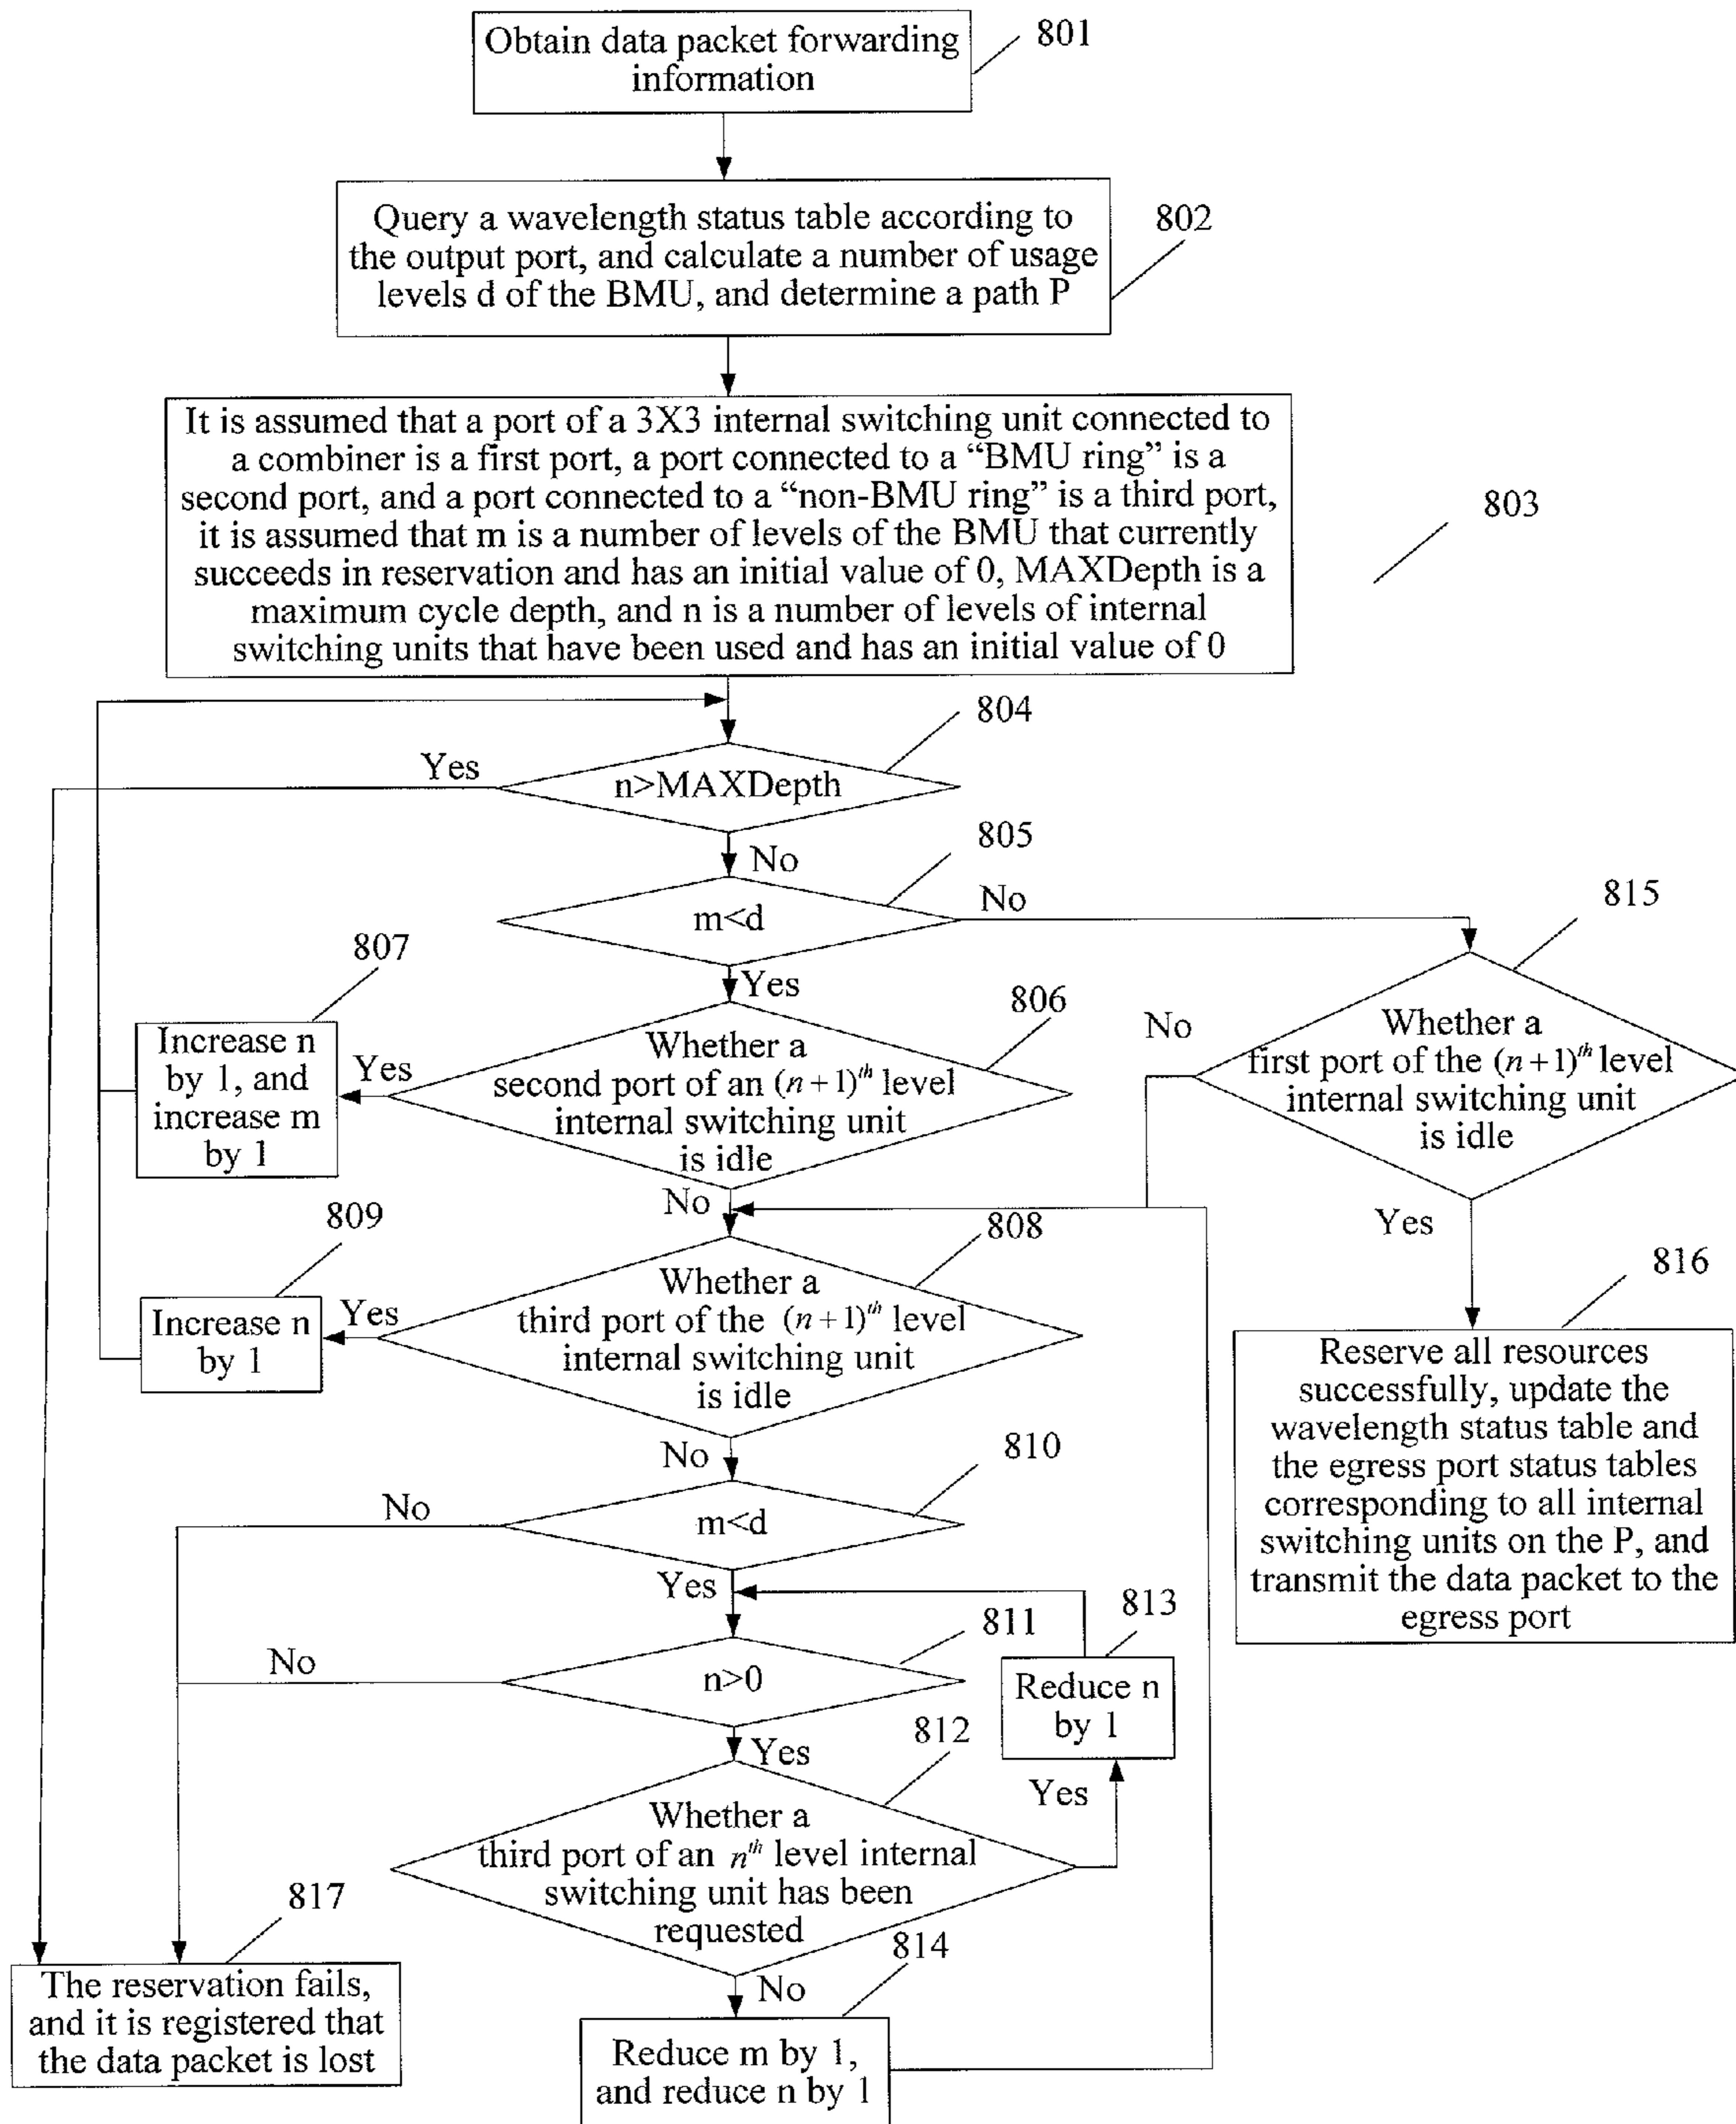 Obtain data packet forwarding
information
801
Query a wavelength status table according to
the output port, and calculate a number of usage
levels d of the BMU, and determine a path P
802
It is assumed that a port of a 3X3 internal switching unit connected to
a combiner is a first port, a port connected to a “BMU ring” is a
second port, and a port connected to a “non-BMU ring” is a third port,
it is assumed that m is a number of levels of the BMU that currently
succeeds in reservation and has an initial value of 0, MAXDepth is a
maximum cycle depth, and n is a number of levels of internal
switching units that have been used and has an initial value of 0
803
804
Yes
n>MAXDepth
No
805
m<d
No
Yes
815
Whether a
first port of the (n+1)th level
internal switching unit
is idle
No
Yes
807
Increase n
by 1, and
increase m
by 1
Yes
806
Whether a
second port of an (n+1)th level
internal switching unit
is idle
No
809
Increase n
by 1
Yes
808
Whether a
third port of the (n+1)th level
internal switching unit
is idle
No
816
Reserve all resources
successfully, update the
wavelength status table and
the egress port status tables
corresponding to all internal
switching units on the P, and
transmit the data packet to the
egress port
810
No
m<d
Yes
811
No
n>0
Yes
813
Reduce n
by 1
812
Whether a
third port of an nth level internal
switching unit has been
requested
Yes
No
814
Reduce m by 1,
and reduce n by 1
817
The reservation fails,
and it is registered that
the data packet is lost